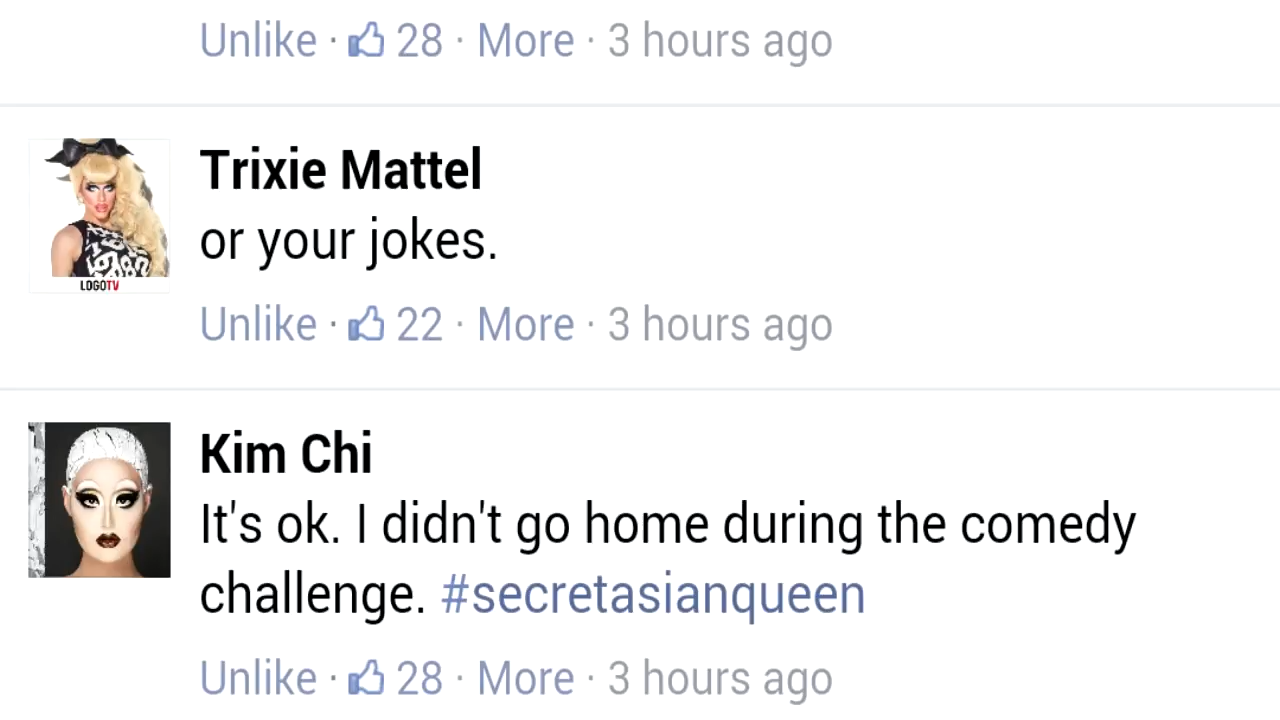 Unlike · 28 · More · 3 hours ago
Trixie Mattel
or your jokes.
LOGOTV
Unlike · 22 · More · 3 hours ago
Kim Chi
It's ok. I didn't go home during the comedy
challenge. #secretasianqueen
Unlike · 28 · More · 3 hours ago